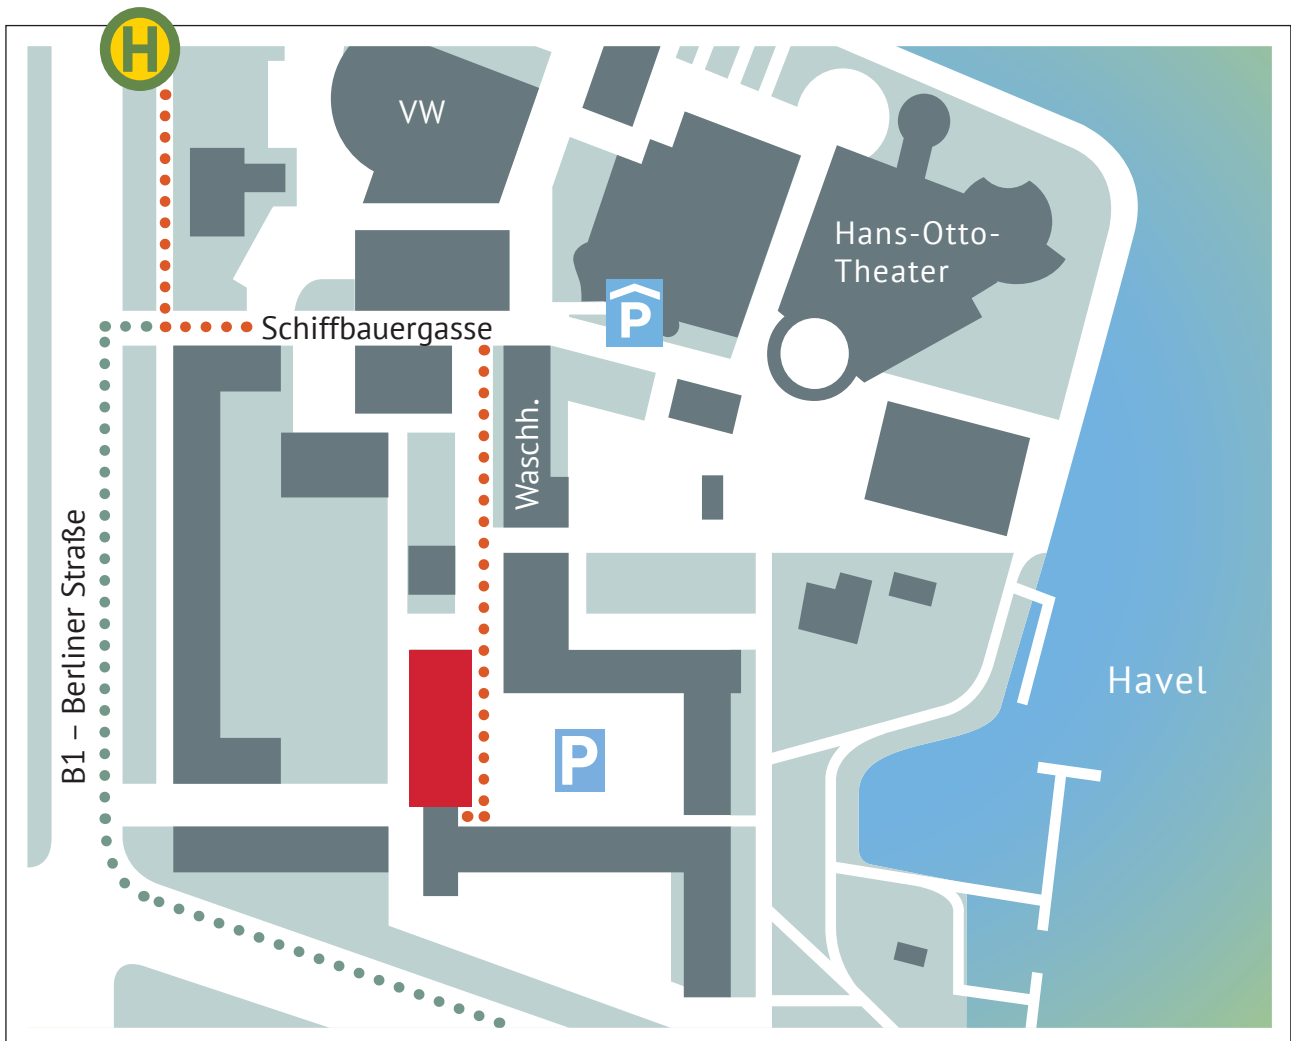 H
VW
Hans-Otto-
Theater
P
Schiffbauergasse
Waschh.
B1 – Berliner Straße
Havel
P